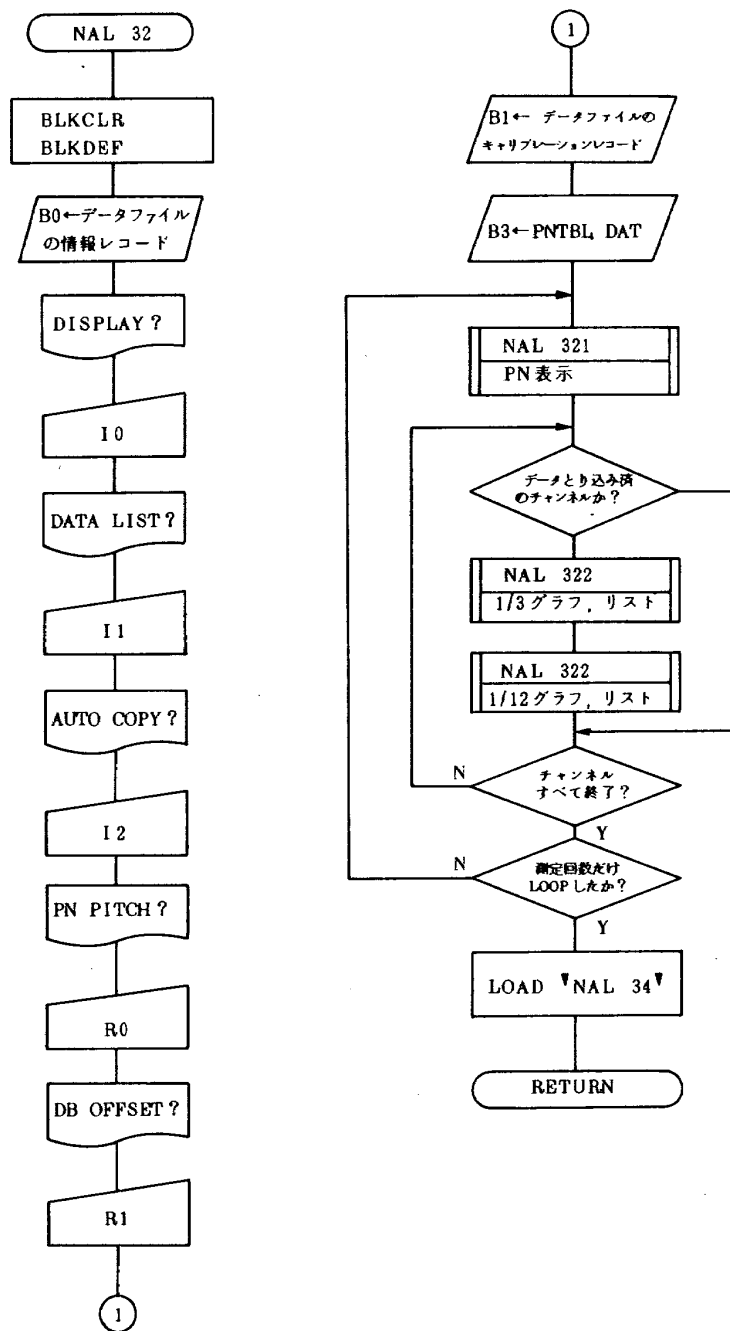 NAL 32
BLKCLR
BLKDEF
B0←データファイル
の情報レコード
DISPLAY?
I0
DATA LIST?
I1
AUTO COPY?
I2
PN PITCH?
R0
DB OFFSET?
R1
1
1
B1← データファイルの
キャリブレーションレコード
B3←PNTBL, DAT
NAL 321
PN表示
データとり込み済
のチャンネルか?
NAL 322
1/3グラフ, リスト
NAL 322
1/12グラフ, リスト
N
チャンネル
すべて終了?
Y
N
測定回数だけ
LOOPしたか?
Y
LOAD "NAL 34"
RETURN